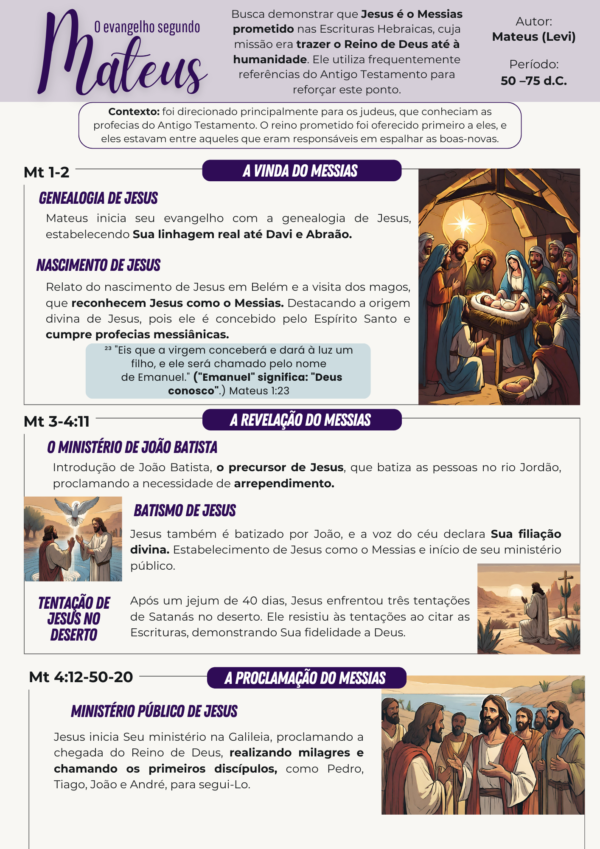 O evangelho segundo
Mateus
Busca demonstrar que Jesus é o Messias
prometido nas Escrituras Hebraicas, cuja
missão era trazer o Reino de Deus até à
humanidade. Ele utiliza frequentemente
referências do Antigo Testamento para
reforçar este ponto.
Autor:
Mateus (Levi)
Período:
50 –75 d.C.
Contexto: foi direcionado principalmente para os judeus, que conheciam as
profecias do Antigo Testamento. O reino prometido foi oferecido primeiro a eles, e
eles estavam entre aqueles que eram responsáveis em espalhar as boas-novas.
Mt 1-2
A VINDA DO MESSIAS
GENEALOGIA DE JESUS
Mateus inicia seu evangelho com a genealogia de Jesus,
estabelecendo Sua linhagem real até Davi e Abraão.
NASCIMENTO DE JESUS
Relato do nascimento de Jesus em Belém e a visita dos magos,
que reconhecem Jesus como o Messias. Destacando a origem
divina de Jesus, pois ele é concebido pelo Espírito Santo e
cumpre profecias messiânicas.
²³ "Eis que a virgem conceberá e dará à luz um
filho, e ele será chamado pelo nome
de Emanuel." ("Emanuel" significa: "Deus
conosco".) Mateus 1:23
Mt 3-4:11
A REVELAÇÃO DO MESSIAS
O MINISTÉRIO DE JOÃO BATISTA
Introdução de João Batista, o precursor de Jesus, que batiza as pessoas no rio Jordão,
proclamando a necessidade de arrependimento.
BATISMO DE JESUS
Jesus também é batizado por João, e a voz do céu declara Sua filiação
divina. Estabelecimento de Jesus como o Messias e início de seu ministério
público.
TENTAÇÃO DE
JESUS NO
DESERTO
Após um jejum de 40 dias, Jesus enfrentou três tentações
de Satanás no deserto. Ele resistiu às tentações ao citar as
Escrituras, demonstrando Sua fidelidade a Deus.
Mt 4:12-50-20
A PROCLAMAÇÃO DO MESSIAS
MINISTÉRIO PÚBLICO DE JESUS
Jesus inicia Seu ministério na Galileia, proclamando a
chegada do Reino de Deus, realizando milagres e
chamando os primeiros discípulos, como Pedro,
Tiago, João e André, para segui-Lo.